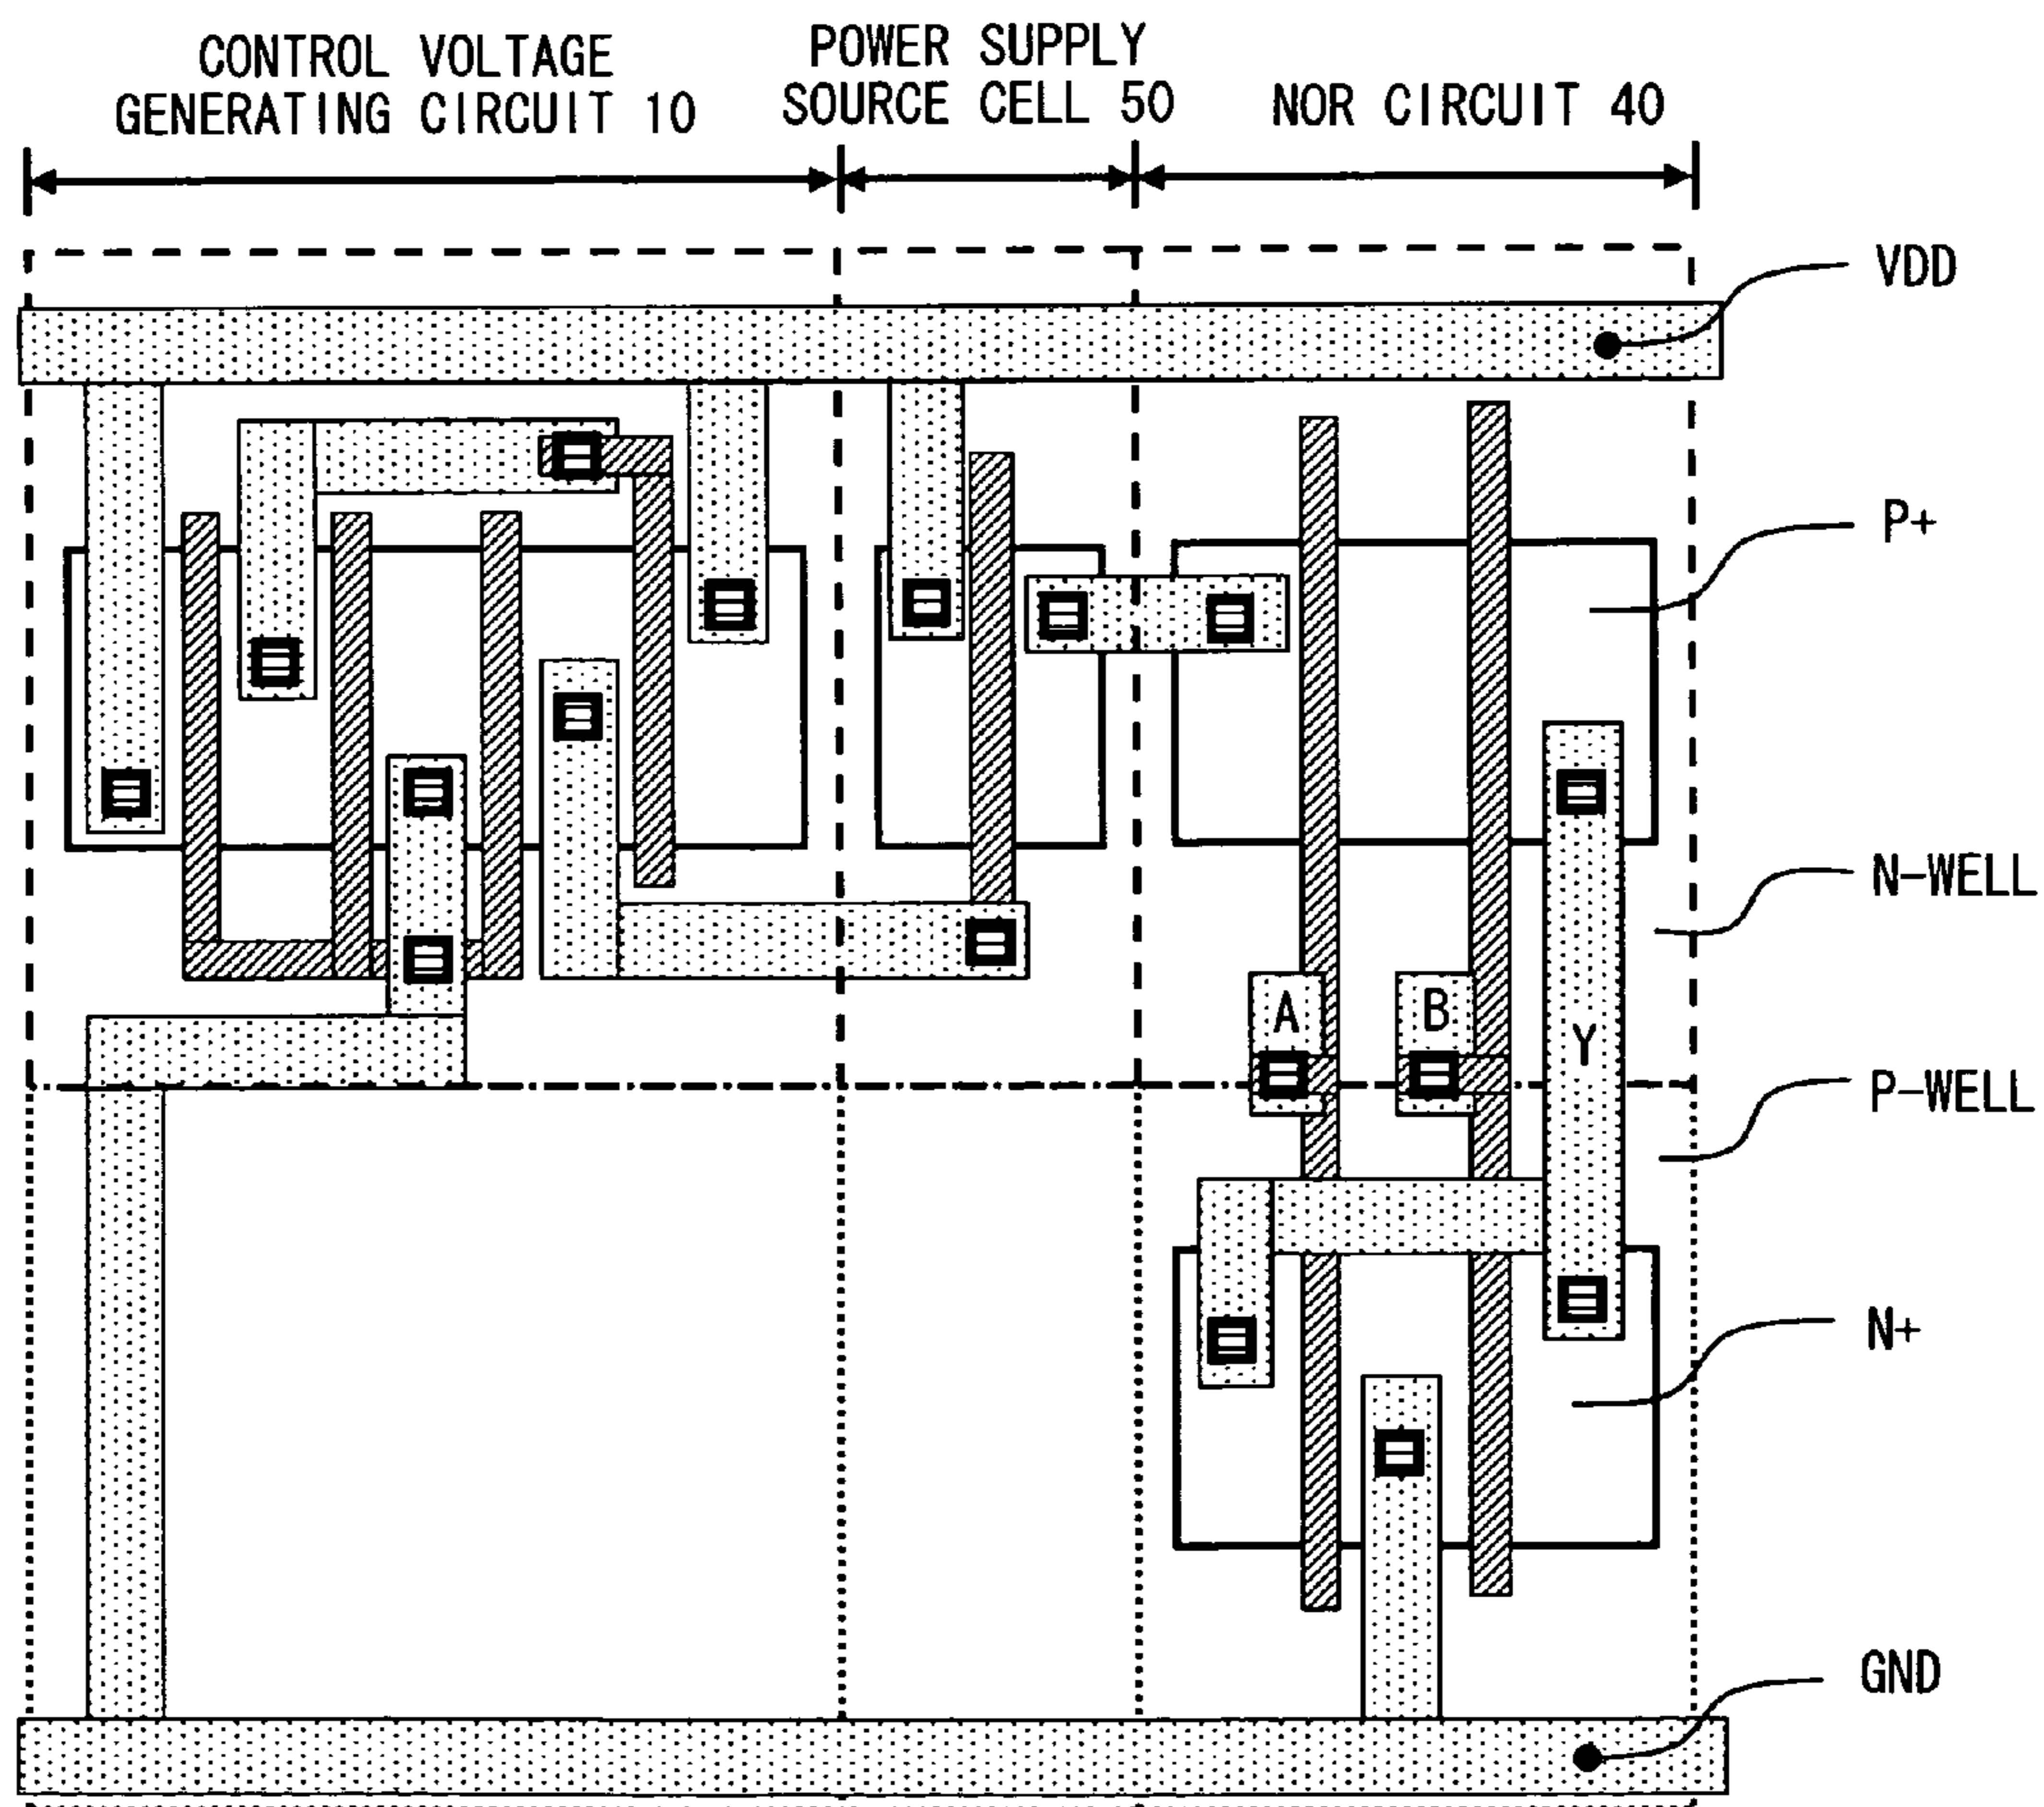 CONTROL VOLTAGE
GENERATING CIRCUIT 10
POWER SUPPLY
SOURCE CELL 50
NOR CIRCUIT 40
VDD
P+
N-WELL
A
B
Y
P-WELL
N+
GND